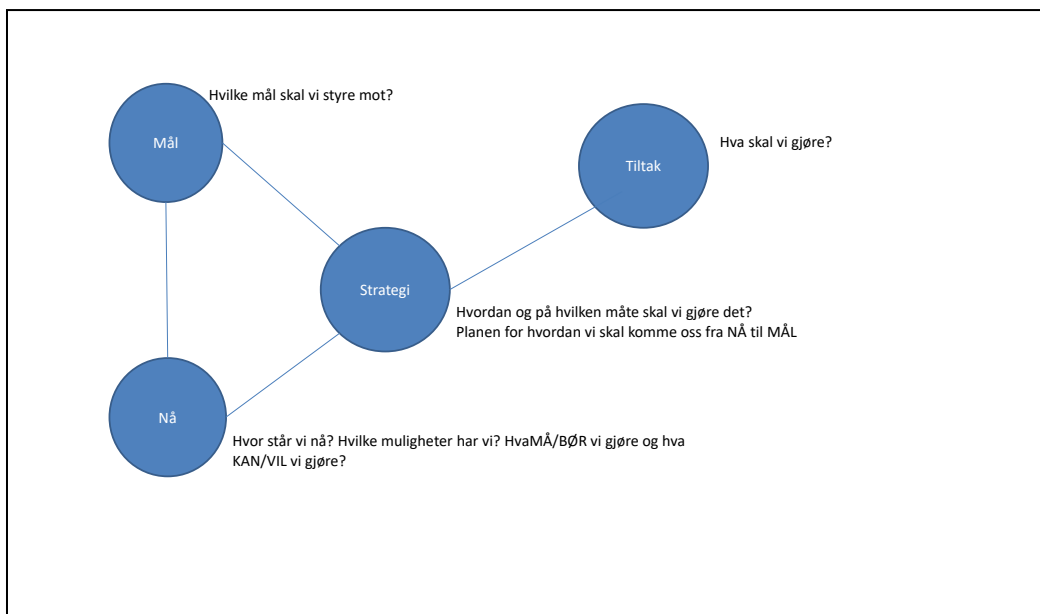 Hvilke mål skal vi styre mot?
Mål
Hva skal vi gjøre?
Tiltak
Strategi
Hvordan og på hvilken måte skal vi gjøre det?
Planen for hvordan vi skal komme oss fra NÅ til MÅL
Nå
Hvor står vi nå? Hvilke muligheter har vi? HvaMÅ/BØR vi gjøre og hva
KAN/VIL vi gjøre?